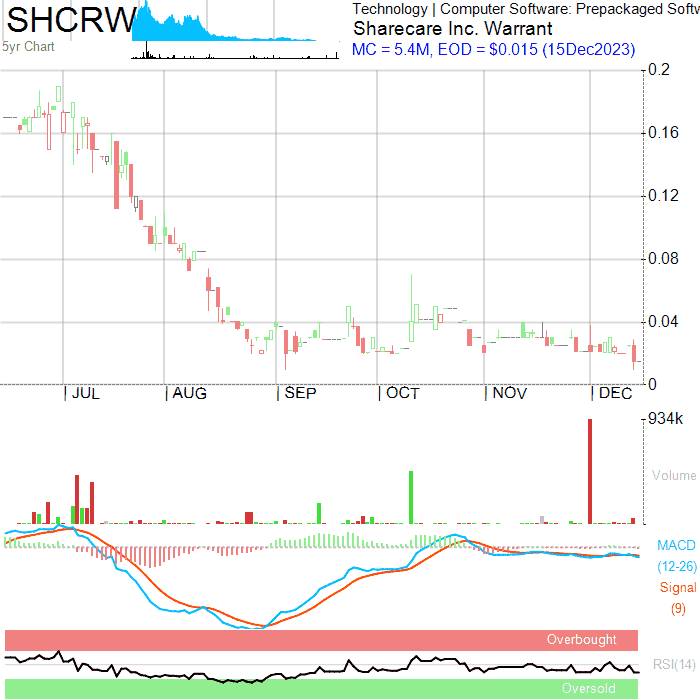 SHCRW
5yr Chart
Technology | Computer Software: Prepackaged Softw
Sharecare Inc. Warrant
MC = 5.4M, EOD = $0.015 (15Dec2023)
0.2
0.16
0.12
0.08
0.04
0
| JUL | AUG | SEP | OCT | NOV | DEC
934k
Volume
MACD
(12-26)
Signal
(9)
Overbought
RSI(14)
Oversold